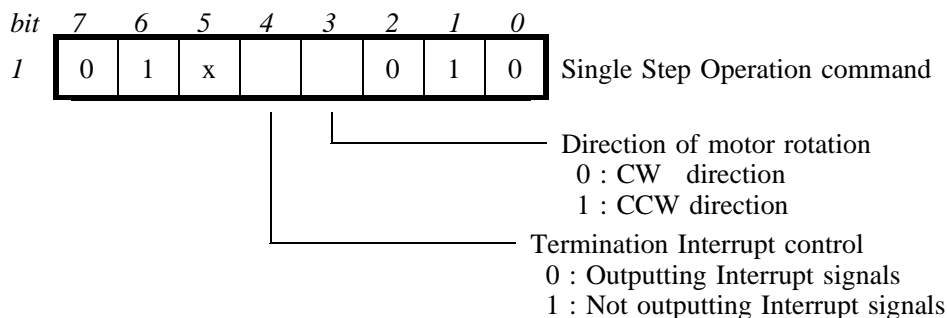 bit 7 6 5 4 3 2 1 0
1 0 1 x 0 1 0 Single Step Operation command
Direction of motor rotation
0 : CW direction
1 : CCW direction
Termination Interrupt control
0 : Outputting Interrupt signals
1 : Not outputting Interrupt signals